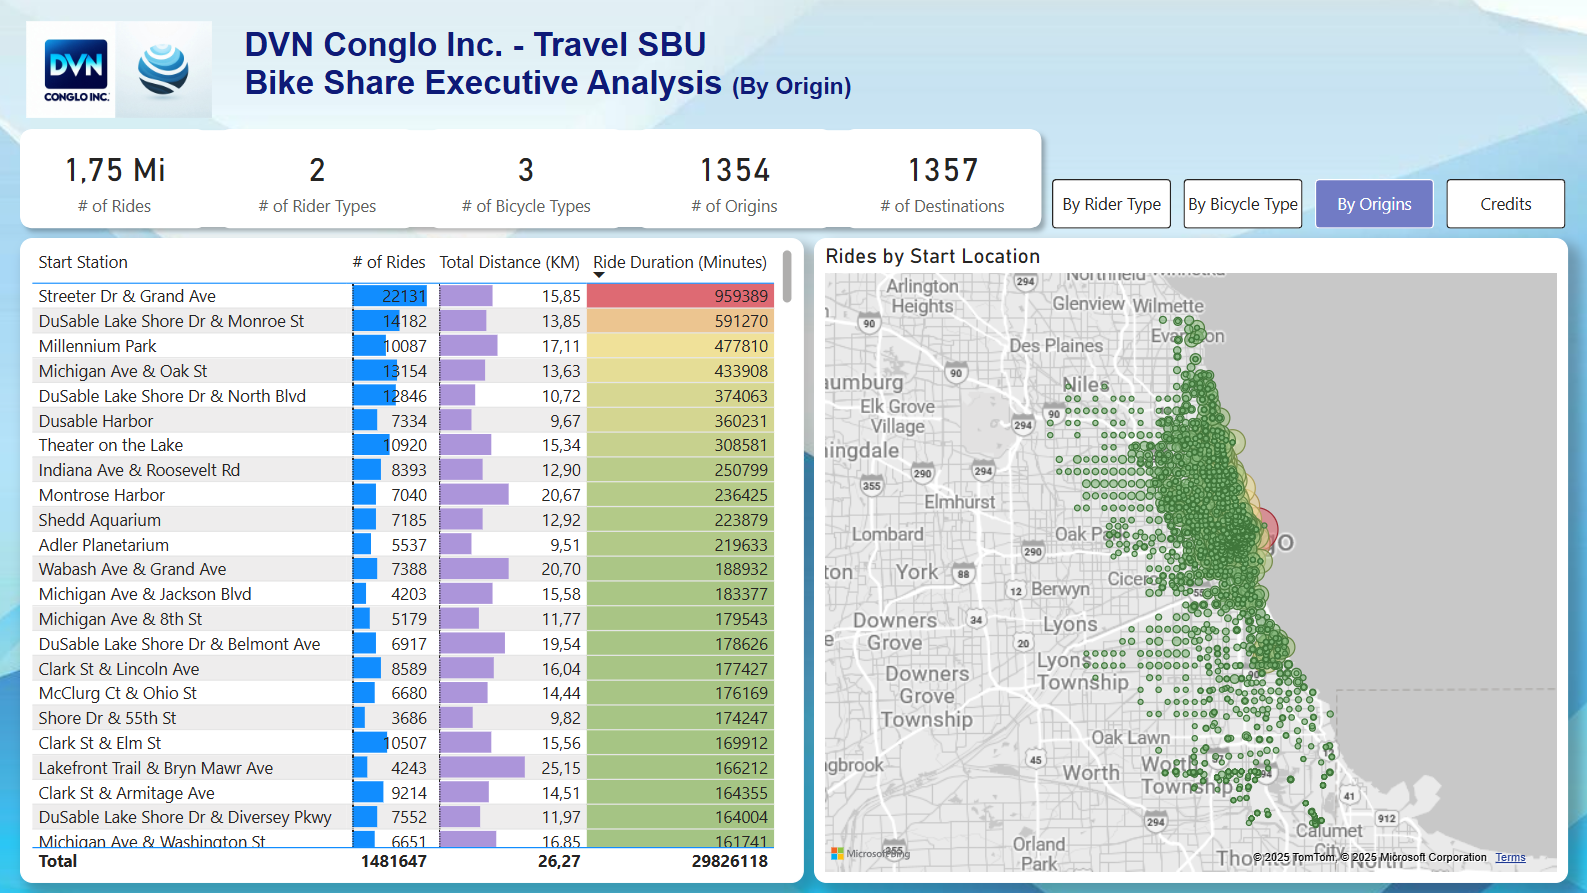 DVN
CONGLO INC.
DVN Conglo Inc. - Travel SBU
Bike Share Executive Analysis (By Origin)
1,75 Mi
# of Rides
2
# of Rider Types
3
# of Bicycle Types
1354
# of Origins
1357
# of Destinations
By Rider Type
By Bicycle Type
By Origins
Credits
Start Station # of Rides Total Distance (KM) Ride Duration (Minutes)
Streeter Dr & Grand Ave 22131 15,85 959389
DuSable Lake Shore Dr & Monroe St 14182 13,85 591270
Millennium Park 10087 17,11 477810
Michigan Ave & Oak St 13154 13,63 433908
DuSable Lake Shore Dr & North Blvd 12846 10,72 374063
Dusable Harbor 7334 9,67 360231
Theater on the Lake 10920 15,34 308581
Indiana Ave & Roosevelt Rd 8393 12,90 250799
Montrose Harbor 7040 20,67 236425
Shedd Aquarium 7185 12,92 223879
Adler Planetarium 5537 9,51 219633
Wabash Ave & Grand Ave 7388 20,70 188932
Michigan Ave & Jackson Blvd 4203 15,58 183377
Michigan Ave & 8th St 5179 11,77 179543
DuSable Lake Shore Dr & Belmont Ave 6917 19,54 178626
Clark St & Lincoln Ave 8589 16,04 177427
McClurg Ct & Ohio St 6680 14,44 176169
Shore Dr & 55th St 3686 9,82 174247
Clark St & Elm St 10507 15,56 169912
Lakefront Trail & Bryn Mawr Ave 4243 25,15 166212
Clark St & Armitage Ave 9214 14,51 164355
DuSable Lake Shore Dr & Diversey Pkwy 7552 11,97 164004
Michigan Ave & Washington St 6651 16,85 161741
Total 1481647 26,27 29826118
Rides by Start Location
Northfield
294
Arlington
Heights
Glenview
Wilmette
90
Des Plaines
90
Niles
Elk Grove
Village
90
294
290
294
355
Elmhurst
Lombard
290
York
88
12
Berwyn
55
Downers
Grove
34
20
Lyons
Lyons
Township
90
Downers
Grove
Township
Oak Lawn
45
Worth
Township
41
294
912
Calumet
City
Orland
Park
355
Microsoft Bing
© 2025 TomTom, © 2025 Microsoft Corporation Terms